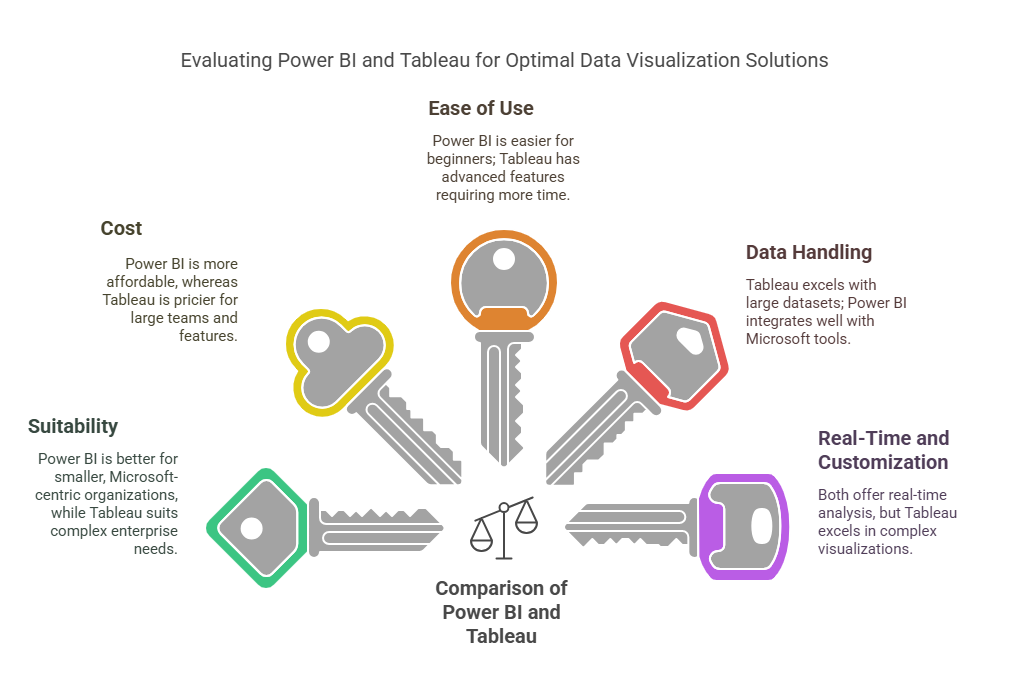 Evaluating Power BI and Tableau for Optimal Data Visualization Solutions
Ease of Use
Power BI is easier for
beginners; Tableau has
advanced features
requiring more time.
Cost
Power BI is more
affordable, whereas
Tableau is pricier for
large teams and
features.
Data Handling
Tableau excels with
large datasets; Power BI
integrates well with
Microsoft tools.
Suitability
Power BI is better for
smaller, Microsoft-
centric organizations,
while Tableau suits
complex enterprise
needs.
Real-Time and
Customization
Both offer real-time
analysis, but Tableau
excels in complex
visualizations.
Comparison of
Power BI and
Tableau